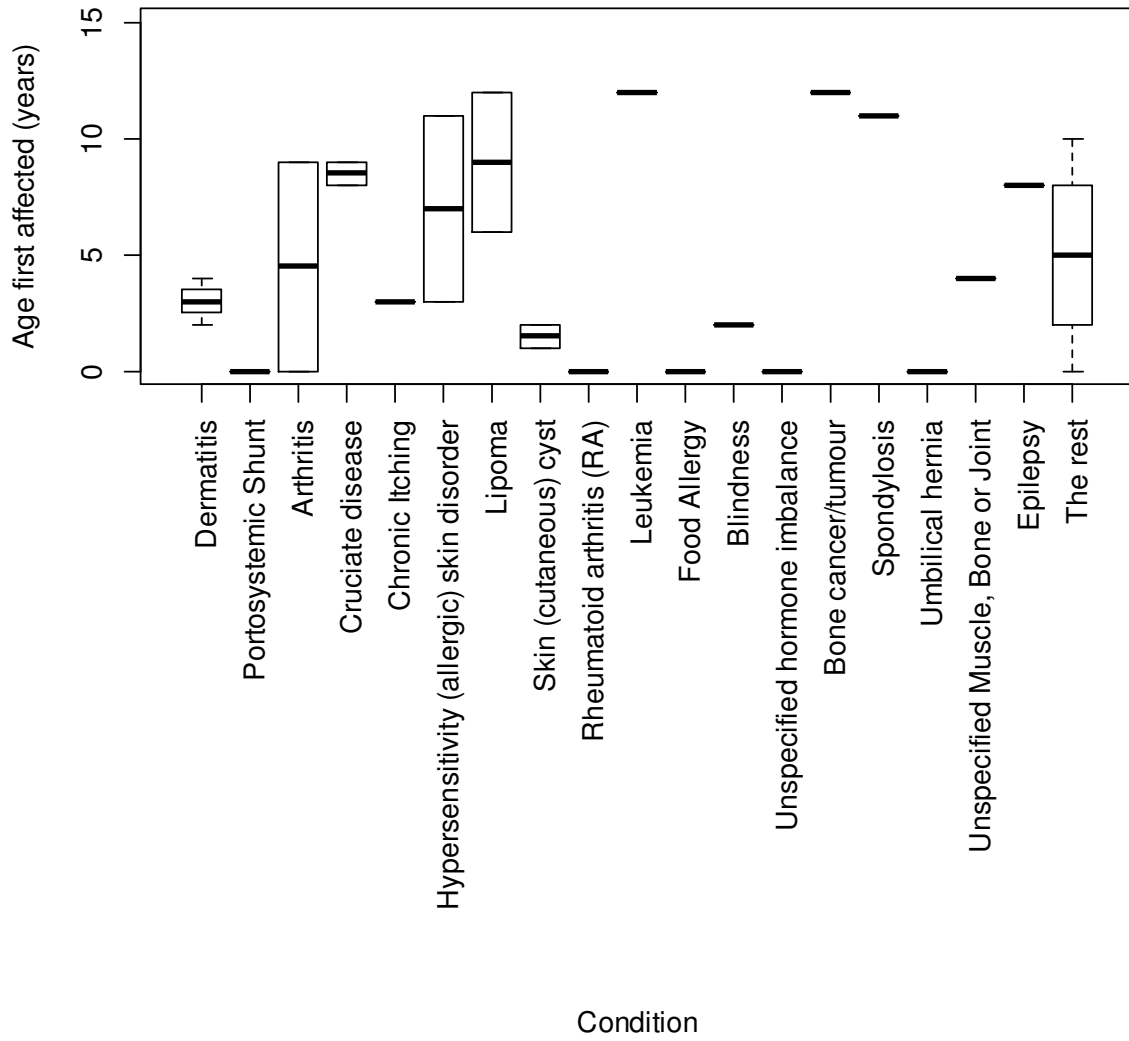 Age first affected (years)
15
10
5
0
Dermatitis
Portosystemic Shunt
Arthritis
Cruciate disease
Chronic Itching
Hypersensitivity (allergic) skin disorder
Lipoma
Skin (cutaneous) cyst
Rheumatoid arthritis (RA)
Leukemia
Food Allergy
Blindness
Unspecified hormone imbalance
Bone cancer/tumour
Spondylosis
Umbilical hernia
Unspecified Muscle, Bone or Joint
Epilepsy
The rest
Condition